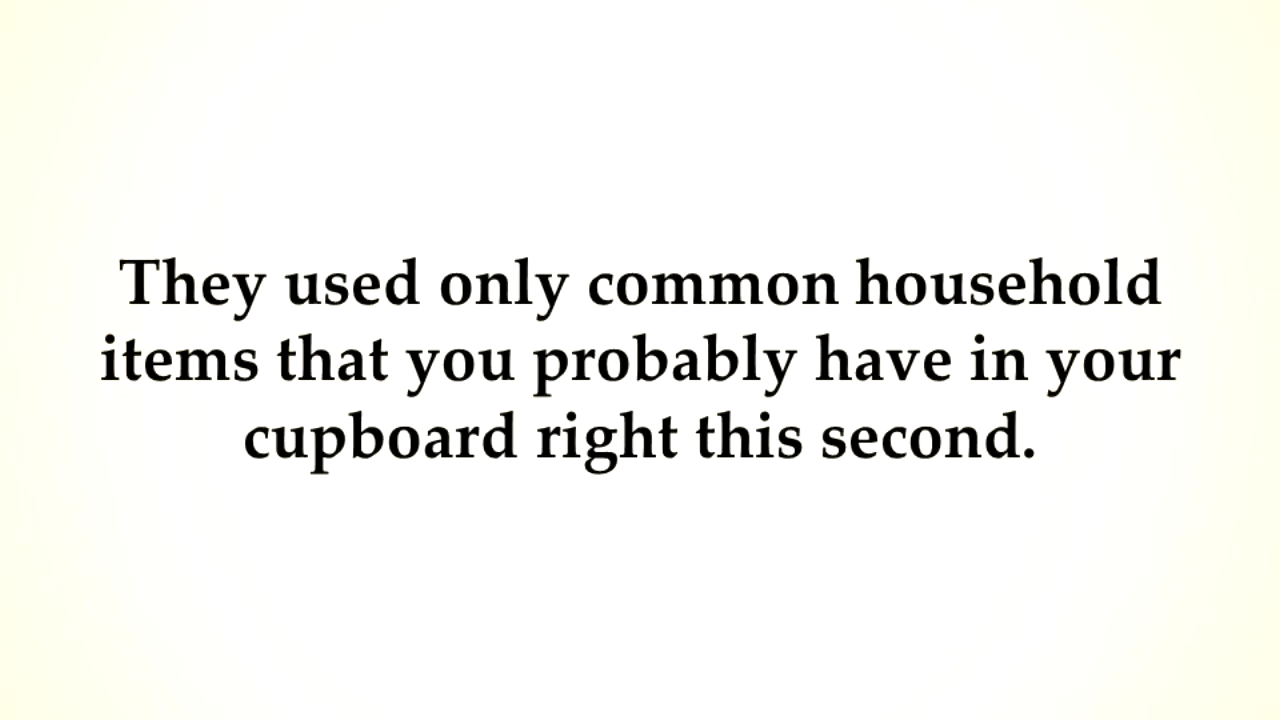 They used only common household
items that you probably have in your
cupboard right this second.